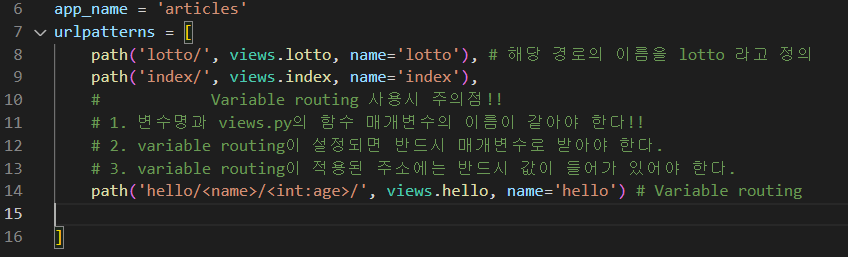 6 app_name = 'articles'
7 urlpatterns = [
8 path('lotto/', views.lotto, name='lotto'), # 해당 경로의 이름을 lotto 라고 정의
9 path('index/', views.index, name='index'),
10 # Variable routing 사용시 주의점!!
11 # 1. 변수명과 views.py의 함수 매개변수의 이름이 같아야 한다!!
12 # 2. variable routing이 설정되면 반드시 매개변수로 받아야 한다.
13 # 3. variable routing이 적용된 주소에는 반드시 값이 들어가 있어야 한다.
14 path('hello/<name>/<int:age>/', views.hello, name='hello') # Variable routing
15
16 ]